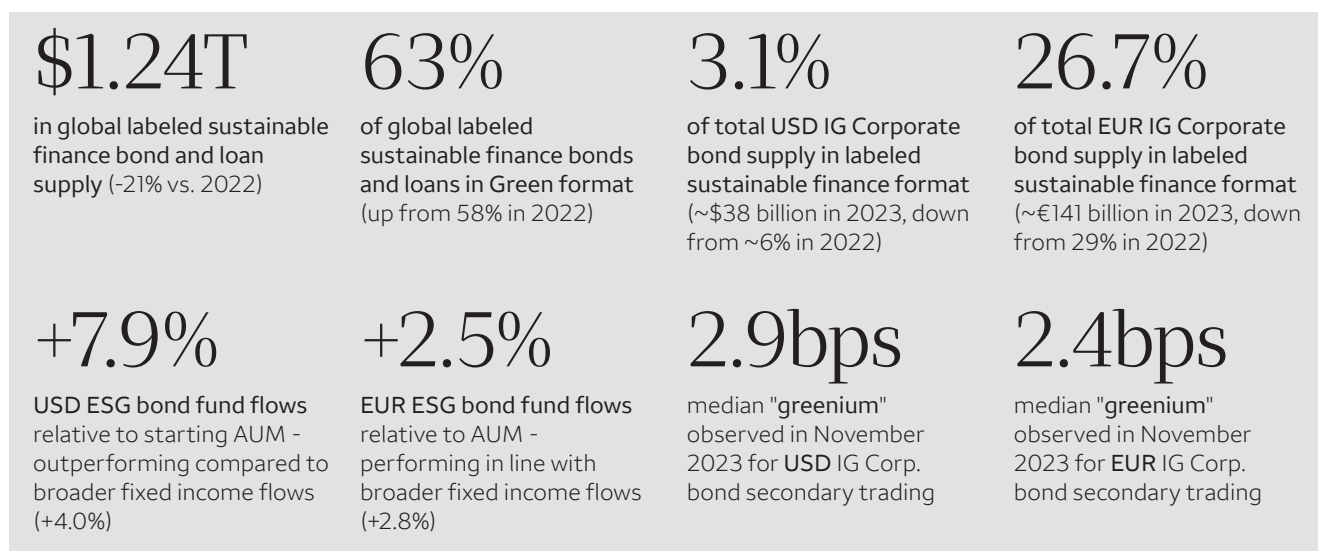 $1.24T
in global labeled sustainable
finance bond and loan
supply (-21% vs. 2022)
63%
of global labeled
sustainable finance bonds
and loans in Green format
(up from 58% in 2022)
3.1%
of total USD IG Corporate
bond supply in labeled
sustainable finance format
(~$38 billion in 2023, down
from ~6% in 2022)
26.7%
of total EUR IG Corporate
bond supply in labeled
sustainable finance format
(~€141 billion in 2023, down
from 29% in 2022)
+7.9%
USD ESG bond fund flows
relative to starting AUM -
outperforming compared to
broader fixed income flows
(+4.0%)
+2.5%
EUR ESG bond fund flows
relative to AUM -
performing in line with
broader fixed income flows
(+2.8%)
2.9bps
median "greenium"
observed in November
2023 for USD IG Corp.
bond secondary trading
2.4bps
median "greenium"
observed in November
2023 for EUR IG Corp.
bond secondary trading